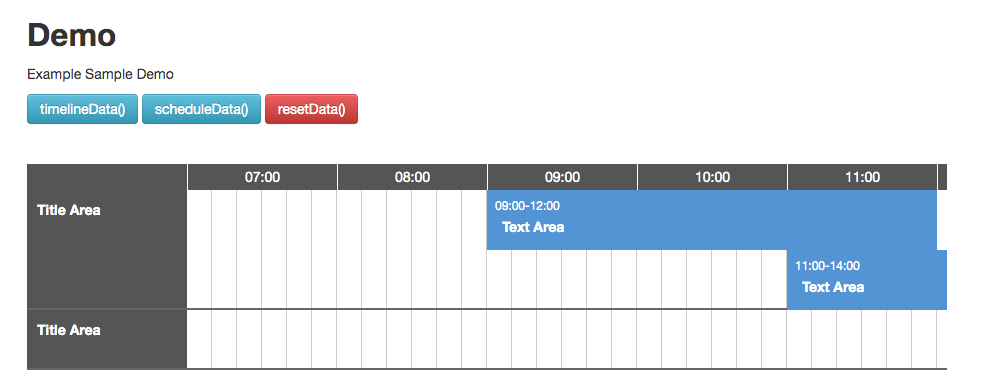 Demo
Example Sample Demo
timelineData() scheduleData() resetData()
07:00 08:00 09:00 10:00 11:00
Title Area
09:00-12:00
Text Area
11:00-14:00
Text Area
Title Area